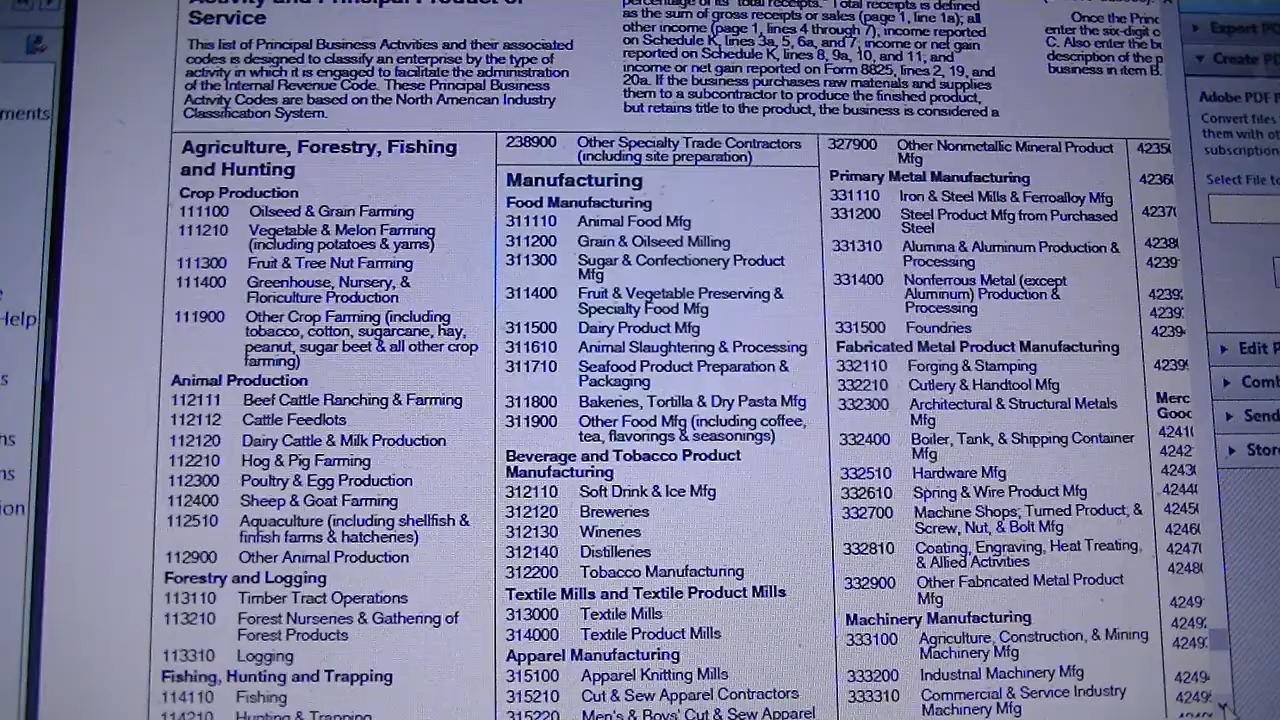 Service
This list of Principal Business Activities and their associated
codes is designed to classify an enterprise by the type of
activity in which it is engaged to facilitate the administration
of the Internal Revenue Code. These Principal Business
Activity Codes are based on the North American Industry
Classification System.
percentage of its "total receipts." Total receipts is defined
as the sum of gross receipts or sales (page 1, line 1a); all
other income (page 1, lines 4 through 7); income reported
on Schedule K, lines 3a, 5, 6a, and 7; income or net gain
reported on Schedule K, lines 8, 9a, 10, and 11; and
income or net gain reported on Form 8825, lines 2, 19, and
20a. If the business purchases raw materials and supplies
them to a subcontractor to produce the finished product,
but retains title to the product, the business is considered a
Once the Princ
enter the six-digit c
C. Also enter the bu
description of the p
business in item B.
Agriculture, Forestry, Fishing
and Hunting
Crop Production
111100 Oilseed & Grain Farming
111210 Vegetable & Melon Farming
(including potatoes & yams)
111300 Fruit & Tree Nut Farming
111400 Greenhouse, Nursery, &
Floriculture Production
111900 Other Crop Farming (including
tobacco, cotton, sugarcane, hay,
peanut, sugar beet & all other crop
farming)
Animal Production
112111 Beef Cattle Ranching & Farming
112112 Cattle Feedlots
112120 Dairy Cattle & Milk Production
112210 Hog & Pig Farming
112300 Poultry & Egg Production
112400 Sheep & Goat Farming
112510 Aquaculture (including shellfish &
finfish farms & hatcheries)
112900 Other Animal Production
Forestry and Logging
113110 Timber Tract Operations
113210 Forest Nurseries & Gathering of
Forest Products
113310 Logging
Fishing, Hunting and Trapping
114110 Fishing
114210 Hunting & Trapping
238900 Other Specialty Trade Contractors
(including site preparation)
Manufacturing
Food Manufacturing
311110 Animal Food Mfg
311200 Grain & Oilseed Milling
311300 Sugar & Confectionery Product
Mfg
311400 Fruit & Vegetable Preserving &
Specialty Food Mfg
311500 Dairy Product Mfg
311610 Animal Slaughtering & Processing
311710 Seafood Product Preparation &
Packaging
311800 Bakeries, Tortilla & Dry Pasta Mfg
311900 Other Food Mfg (including coffee,
tea, flavorings & seasonings)
Beverage and Tobacco Product
Manufacturing
312110 Soft Drink & Ice Mfg
312120 Breweries
312130 Wineries
312140 Distilleries
312200 Tobacco Manufacturing
Textile Mills and Textile Product Mills
313000 Textile Mills
314000 Textile Product Mills
Apparel Manufacturing
315100 Apparel Knitting Mills
315210 Cut & Sew Apparel Contractors
315220 Men's & Boys' Cut & Sew Apparel
327900 Other Nonmetallic Mineral Product
Mfg
Primary Metal Manufacturing
331110 Iron & Steel Mills & Ferroalloy Mfg
331200 Steel Product Mfg from Purchased
Steel
331310 Alumina & Aluminum Production &
Processing
331400 Nonferrous Metal (except
Aluminum) Production &
Processing
331500 Foundries
Fabricated Metal Product Manufacturing
332110 Forging & Stamping
332210 Cutlery & Handtool Mfg
332300 Architectural & Structural Metals
Mfg
332400 Boiler, Tank, & Shipping Container
Mfg
332510 Hardware Mfg
332610 Spring & Wire Product Mfg
332700 Machine Shops; Turned Product; &
Screw, Nut, & Bolt Mfg
332810 Coating, Engraving, Heat Treating,
& Allied Activities
332900 Other Fabricated Metal Product
Mfg
Machinery Manufacturing
333100 Agriculture, Construction, & Mining
Machinery Mfg
333200 Industrial Machinery Mfg
333310 Commercial & Service Industry
Machinery Mfg
Merc
Good
Export PD
Create PD
Adobe PDF P
Convert files
them with o
subscription
Select File to
Edit P
Comb
Send
Store
ments
Help